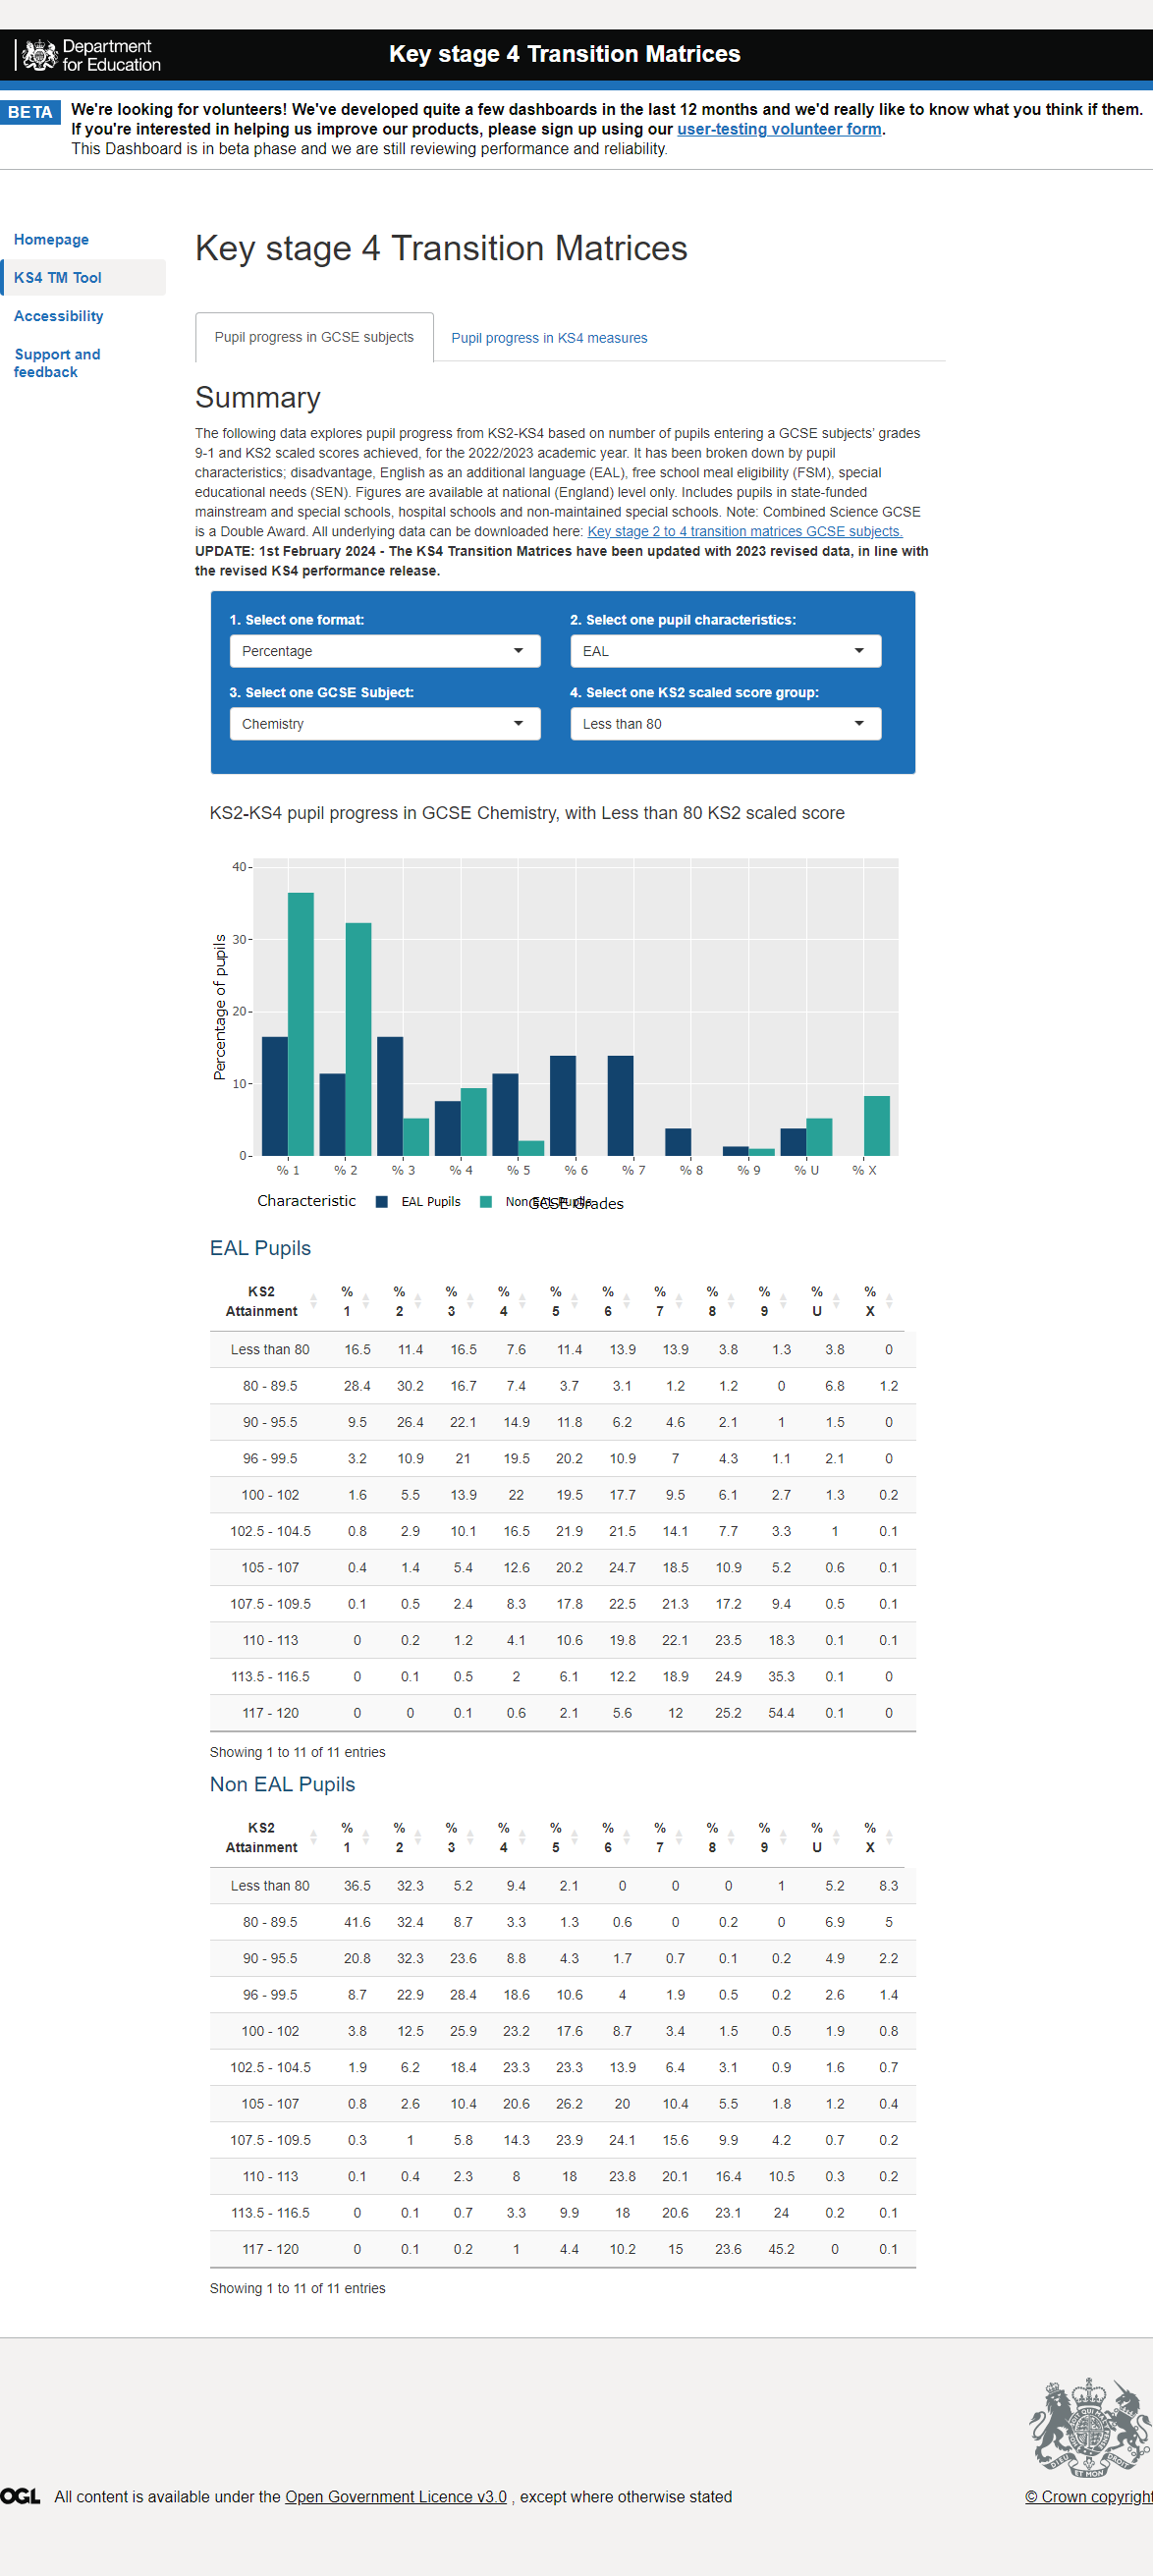 Department
for Education
Key stage 4 Transition Matrices
BETA
We're looking for volunteers! We've developed quite a few dashboards in the last 12 months and we'd really like to know what you think if them.
If you're interested in helping us improve our products, please sign up using our user-testing volunteer form.
This Dashboard is in beta phase and we are still reviewing performance and reliability.
Homepage
KS4 TM Tool
Accessibility
Support and
feedback
Key stage 4 Transition Matrices
Pupil progress in GCSE subjects
Pupil progress in KS4 measures
Summary
The following data explores pupil progress from KS2-KS4 based on number of pupils entering a GCSE subjects' grades
9-1 and KS2 scaled scores achieved, for the 2022/2023 academic year. It has been broken down by pupil
characteristics; disadvantage, English as an additional language (EAL), free school meal eligibility (FSM), special
educational needs (SEN). Figures are available at national (England) level only. Includes pupils in state-funded
mainstream and special schools, hospital schools and non-maintained special schools. Note: Combined Science GCSE
is a Double Award. All underlying data can be downloaded here: Key stage 2 to 4 transition matrices GCSE subjects.
UPDATE: 1st February 2024 - The KS4 Transition Matrices have been updated with 2023 revised data, in line with
the revised KS4 performance release.
1. Select one format:
Percentage
2. Select one pupil characteristics:
EAL
3. Select one GCSE Subject:
Chemistry
4. Select one KS2 scaled score group:
Less than 80
KS2-KS4 pupil progress in GCSE Chemistry, with Less than 80 KS2 scaled score
Percentage of pupils
40
30
20
10
0
% 1 % 2 % 3 % 4 % 5 % 6 % 7 % 8 % 9 % U % X
Characteristic EAL Pupils Non EAL Pupils
GCSE Grades
EAL Pupils
KS2 % % % % % % % % % % %
Attainment 1 2 3 4 5 6 7 8 9 U X
Less than 80 16.5 11.4 16.5 7.6 11.4 13.9 13.9 3.8 1.3 3.8 0
80 - 89.5 28.4 30.2 16.7 7.4 3.7 3.1 1.2 1.2 0 6.8 1.2
90 - 95.5 9.5 26.4 22.1 14.9 11.8 6.2 4.6 2.1 1 1.5 0
96 - 99.5 3.2 10.9 21 19.5 20.2 10.9 7 4.3 1.1 2.1 0
100 - 102 1.6 5.5 13.9 22 19.5 17.7 9.5 6.1 2.7 1.3 0.2
102.5 - 104.5 0.8 2.9 10.1 16.5 21.9 21.5 14.1 7.7 3.3 1 0.1
105 - 107 0.4 1.4 5.4 12.6 20.2 24.7 18.5 10.9 5.2 0.6 0.1
107.5 - 109.5 0.1 0.5 2.4 8.3 17.8 22.5 21.3 17.2 9.4 0.5 0.1
110 - 113 0 0.2 1.2 4.1 10.6 19.8 22.1 23.5 18.3 0.1 0.1
113.5 - 116.5 0 0.1 0.5 2 6.1 12.2 18.9 24.9 35.3 0.1 0
117 - 120 0 0 0.1 0.6 2.1 5.6 12 25.2 54.4 0.1 0
Showing 1 to 11 of 11 entries
Non EAL Pupils
KS2 % % % % % % % % % % %
Attainment 1 2 3 4 5 6 7 8 9 U X
Less than 80 36.5 32.3 5.2 9.4 2.1 0 0 0 1 5.2 8.3
80 - 89.5 41.6 32.4 8.7 3.3 1.3 0.6 0 0.2 0 6.9 5
90 - 95.5 20.8 32.3 23.6 8.8 4.3 1.7 0.7 0.1 0.2 4.9 2.2
96 - 99.5 8.7 22.9 28.4 18.6 10.6 4 1.9 0.5 0.2 2.6 1.4
100 - 102 3.8 12.5 25.9 23.2 17.6 8.7 3.4 1.5 0.5 1.9 0.8
102.5 - 104.5 1.9 6.2 18.4 23.3 23.3 13.9 6.4 3.1 0.9 1.6 0.7
105 - 107 0.8 2.6 10.4 20.6 26.2 20 10.4 5.5 1.8 1.2 0.4
107.5 - 109.5 0.3 1 5.8 14.3 23.9 24.1 15.6 9.9 4.2 0.7 0.2
110 - 113 0.1 0.4 2.3 8 18 23.8 20.1 16.4 10.5 0.3 0.2
113.5 - 116.5 0 0.1 0.7 3.3 9.9 18 20.6 23.1 24 0.2 0.1
117 - 120 0 0.1 0.2 1 4.4 10.2 15 23.6 45.2 0 0.1
Showing 1 to 11 of 11 entries
OGL All content is available under the Open Government Licence v3.0 , except where otherwise stated
© Crown copyright